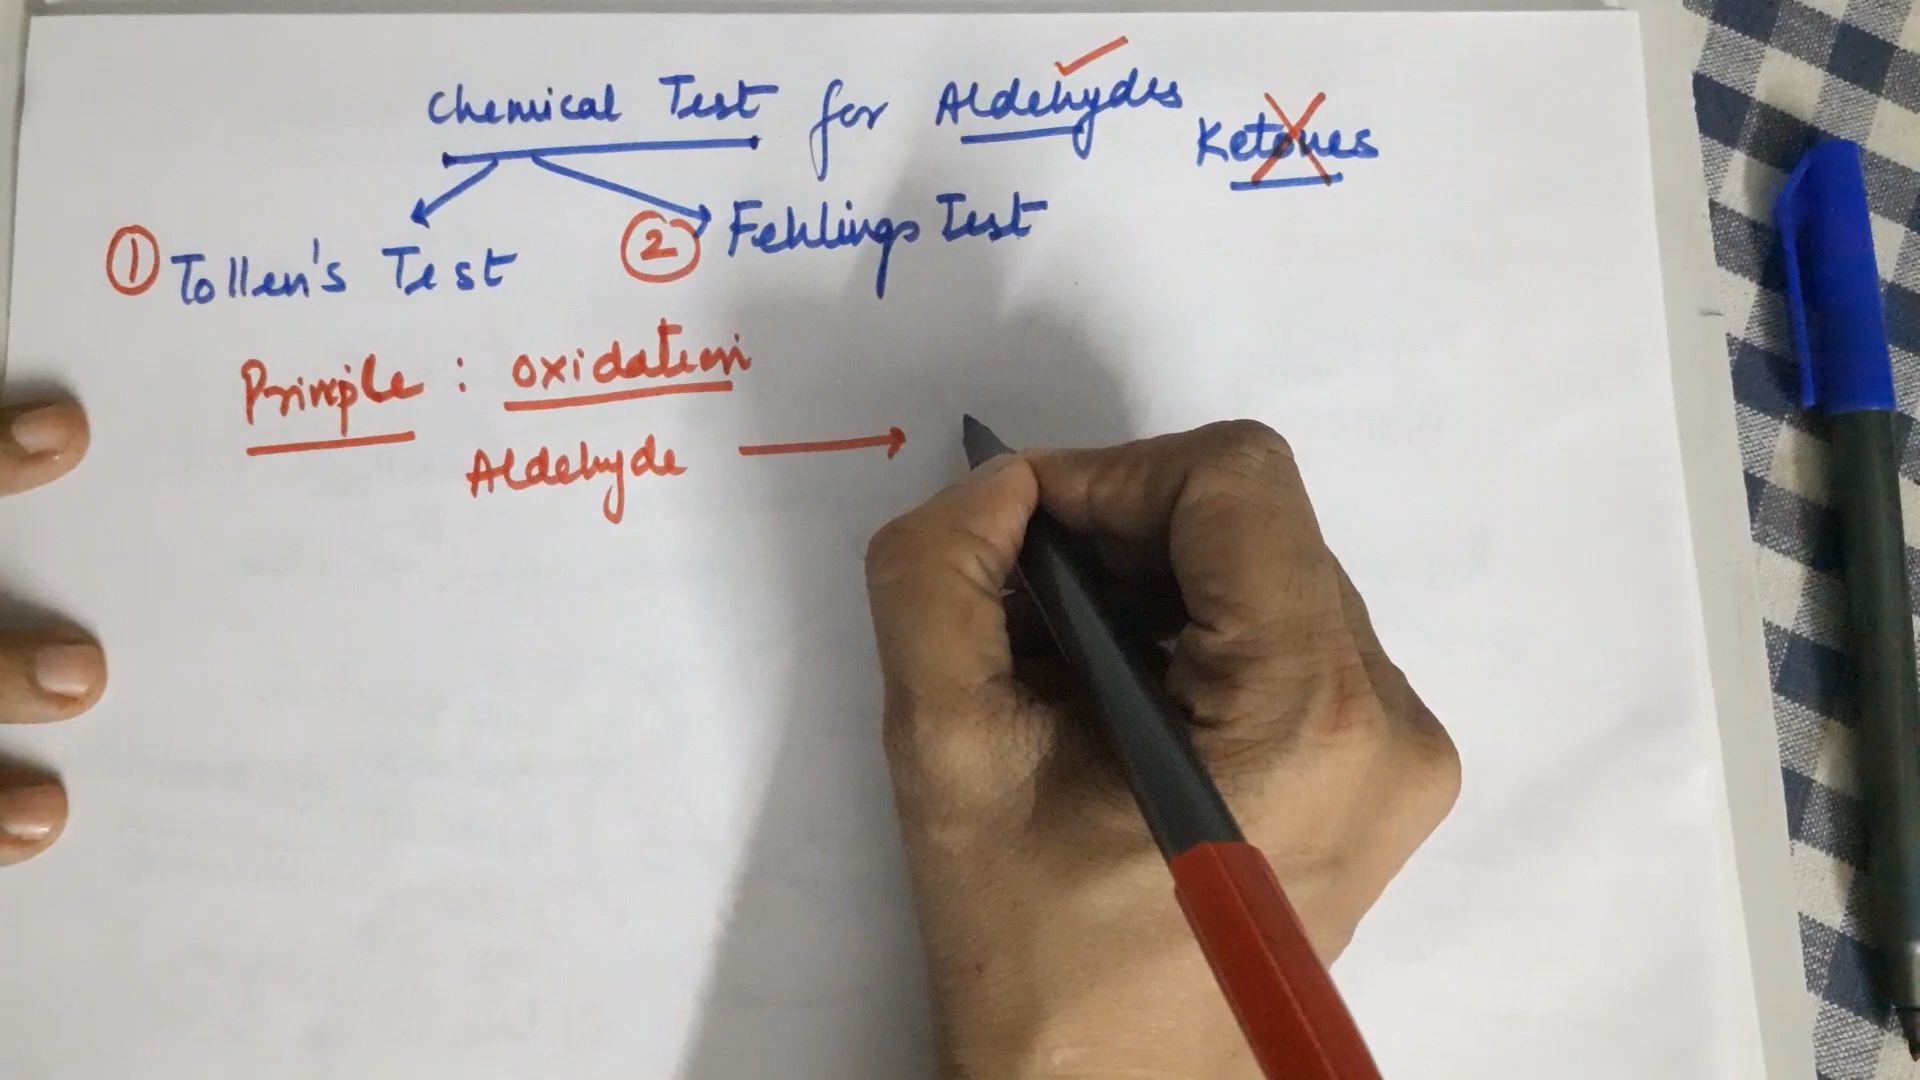 Chemical Test for Aldehydes ✓
Ketones
① Tollen's Test
② Fehlings Test
Principle : oxidation
Aldehyde →